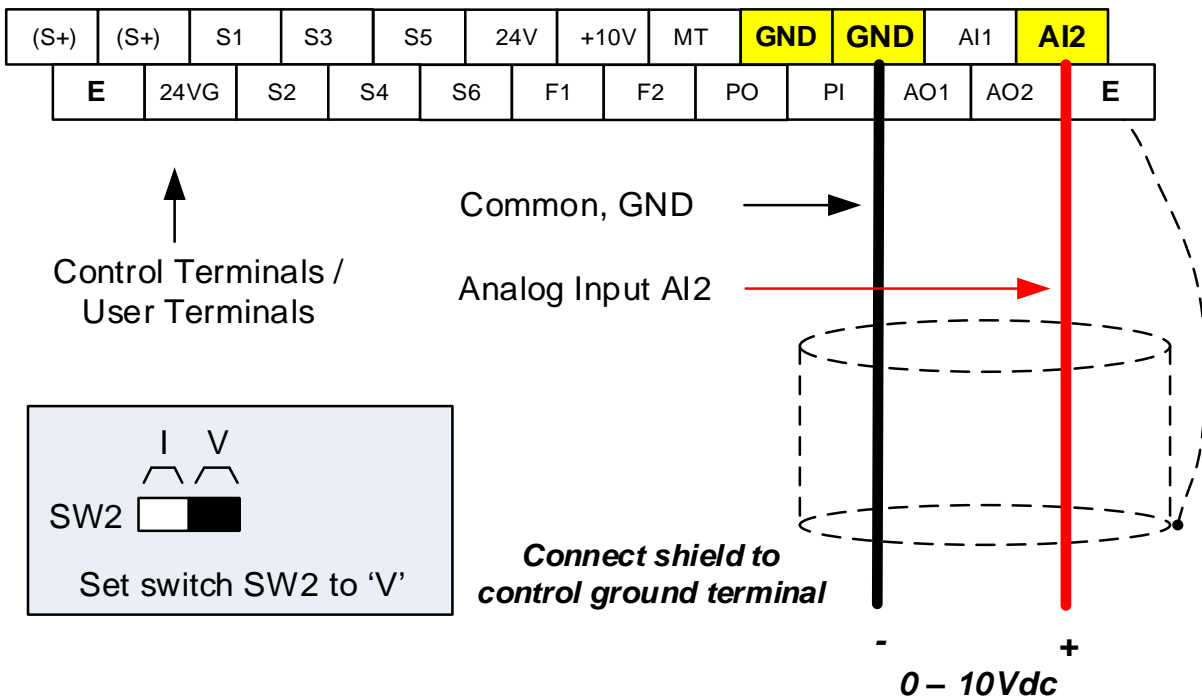 (S+) (S+) S1 S3 S5 24V +10V MT GND GND AI1 AI2
E 24VG S2 S4 S6 F1 F2 PO PI AO1 AO2 E
Common, GND
Control Terminals /
User Terminals
Analog Input AI2
I V
SW2
Set switch SW2 to ‘V’
Connect shield to
control ground terminal
- +
0 – 10Vdc